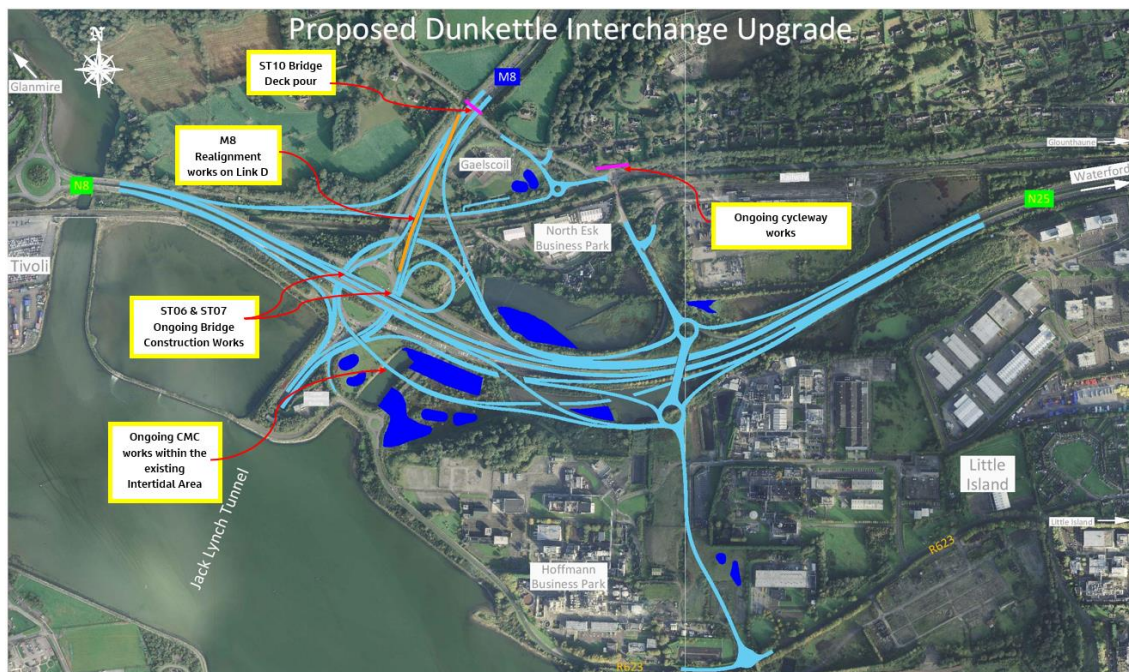 Proposed Dunkettle Interchange Upgrade
Glanmire
ST10 Bridge
Deck pour
M8
M8
Realignment
works on Link D
Gaelscoil
Glounthaune
Waterford
N8
N25
Ongoing cycleway
works
North Esk
Business Park
Tivoli
ST06 & ST07
Ongoing Bridge
Construction Works
Ongoing CMC
works within the
existing
Intertidal Area
Jack Lynch Tunnel
Little
Island
Little Island
R623
Hoffmann
Business Park
R623